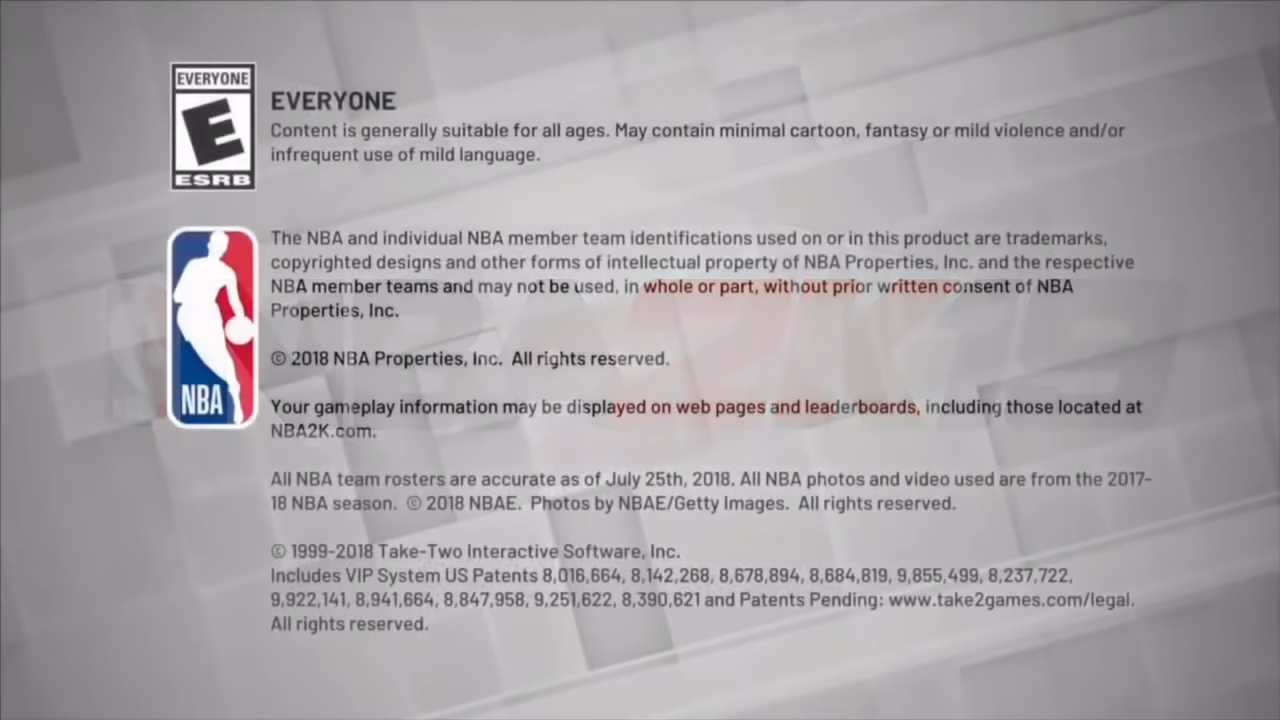 EVERYONE
E
ESRB
EVERYONE
Content is generally suitable for all ages. May contain minimal cartoon, fantasy or mild violence and/or
infrequent use of mild language.
NBA
The NBA and individual NBA member team identifications used on or in this product are trademarks,
copyrighted designs and other forms of intellectual property of NBA Properties, Inc. and the respective
NBA member teams and may not be used, in whole or part, without prior written consent of NBA
Properties, Inc.
© 2018 NBA Properties, Inc. All rights reserved.
Your gameplay information may be displayed on web pages and leaderboards, including those located at
NBA2K.com.
All NBA team rosters are accurate as of July 25th, 2018. All NBA photos and video used are from the 2017-
18 NBA season. © 2018 NBAE. Photos by NBAE/Getty Images. All rights reserved.
© 1999-2018 Take-Two Interactive Software, Inc.
Includes VIP System US Patents 8,016,664, 8,142,268, 8,678,894, 8,684,819, 9,855,499, 8,237,722,
9,922,141, 8,941,664, 8,847,958, 9,251,622, 8,390,621 and Patents Pending: www.take2games.com/legal.
All rights reserved.